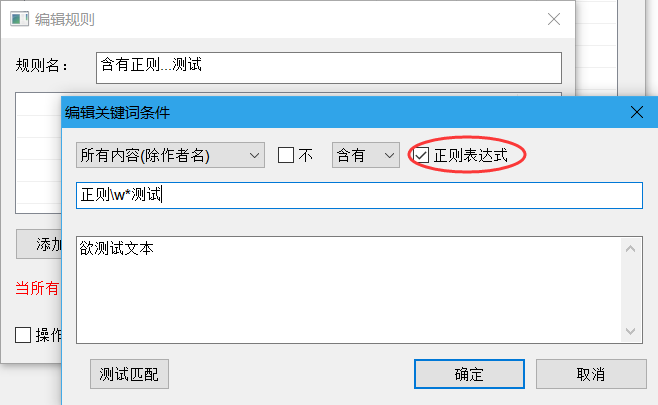 编辑规则
规则名：
含有正则...测试
编辑关键词条件
所有内容(除作者名)
不
含有
正则表达式
正则\w*测试
添加
欲测试文本
当所有
操作
测试匹配
确定
取消